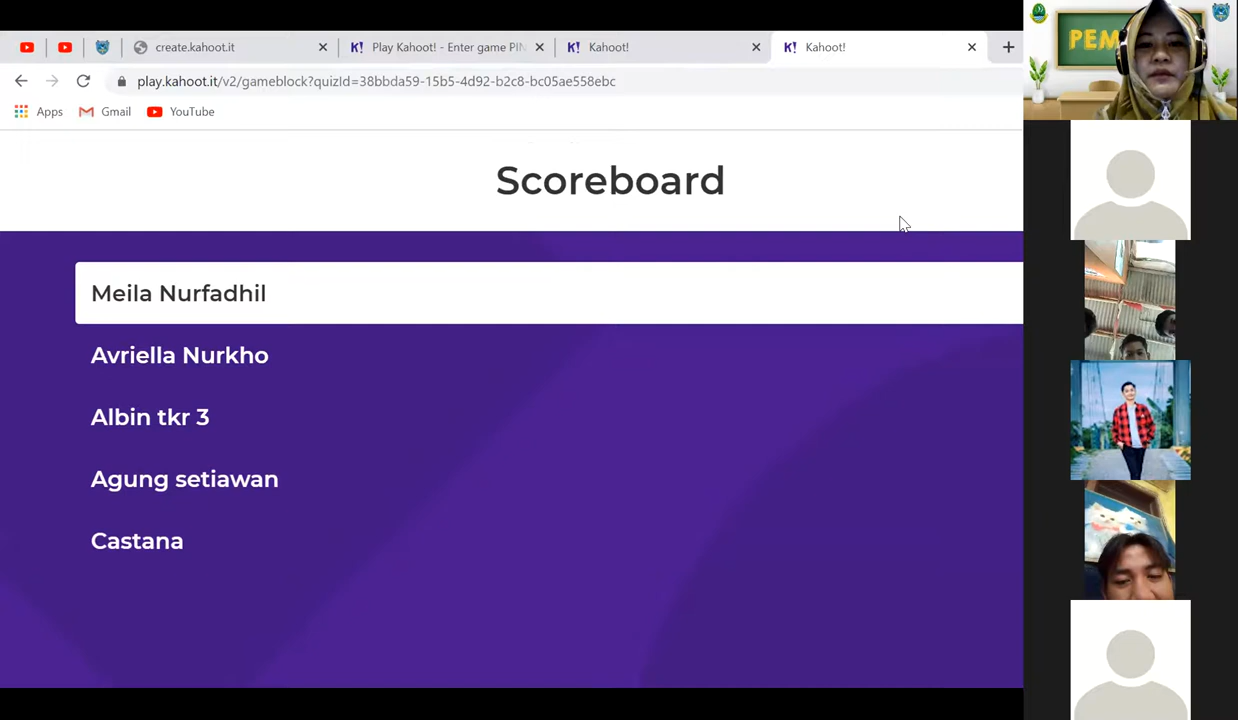 create.kahoot.it
K! Play Kahoot! - Enter game PIN
K! Kahoot!
K! Kahoot!
play.kahoot.it/v2/gameblock?quizId=38bbda59-15b5-4d92-b2c8-bc05ae558ebc
Apps
Gmail
YouTube
PEM
Scoreboard
Meila Nurfadhil
Avriella Nurkho
Albin tkr 3
Agung setiawan
Castana